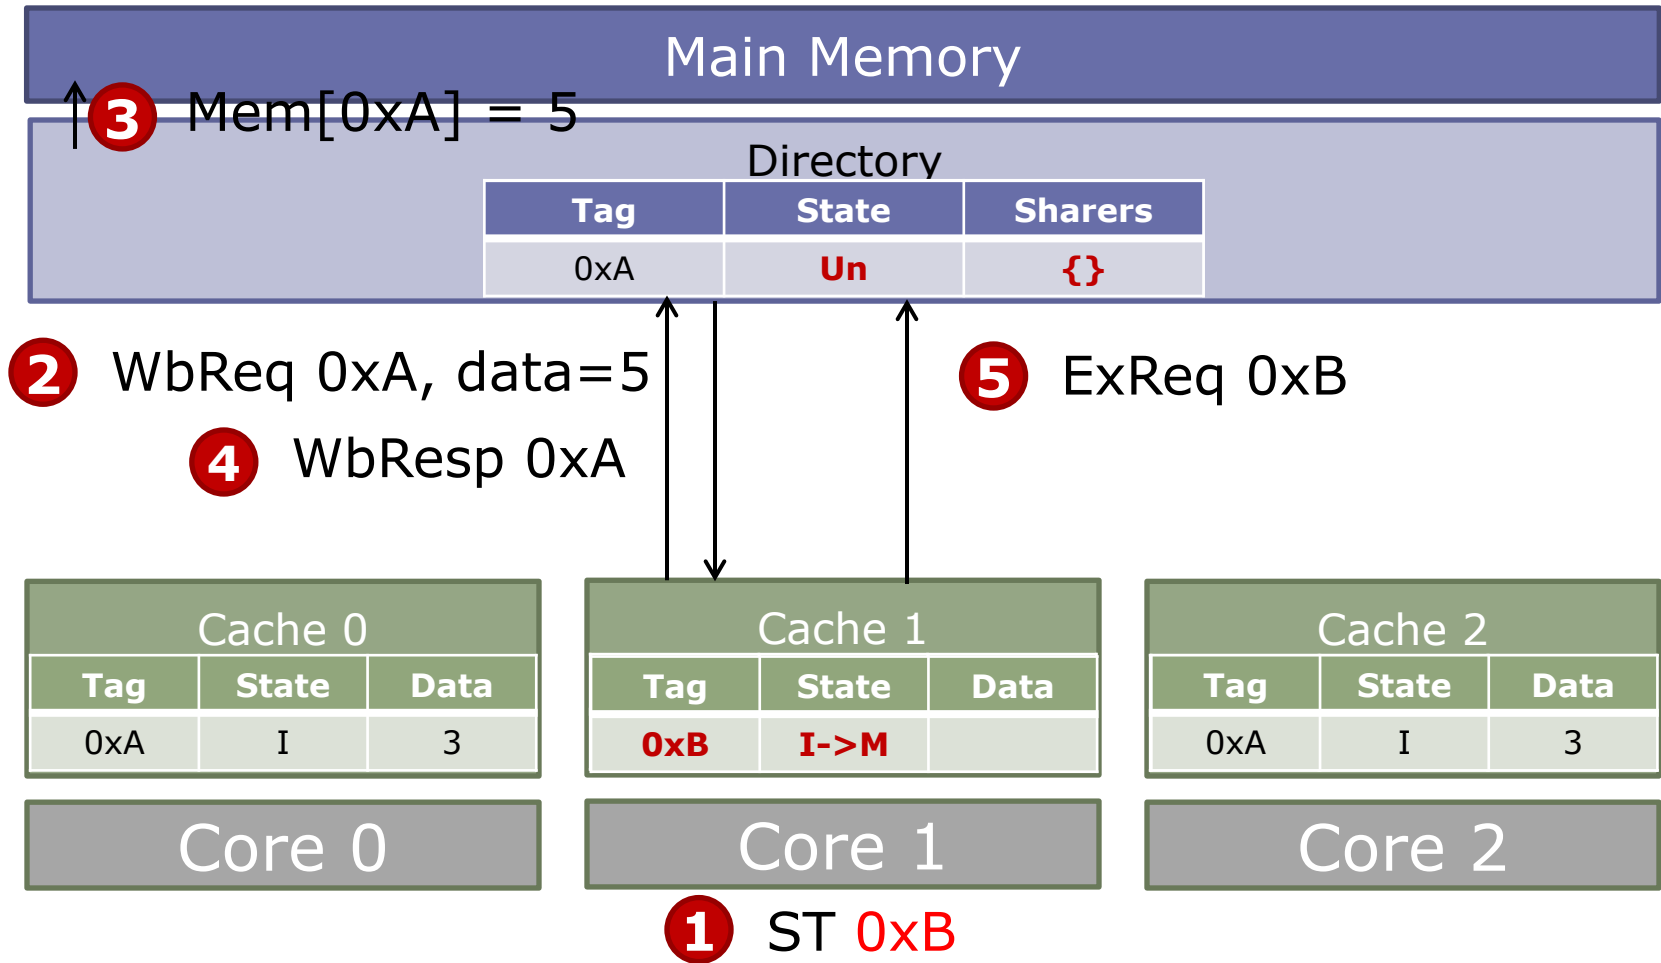 Main Memory
3 Mem[0xA] = 5
Directory
Tag State Sharers
0xA Un {}
2 WbReq 0xA, data=5
5 ExReq 0xB
4 WbResp 0xA
Cache 0
Tag State Data
0xA I 3
Core 0
Cache 1
Tag State Data
0xB I->M
Core 1
Cache 2
Tag State Data
0xA I 3
Core 2
1 ST 0xB